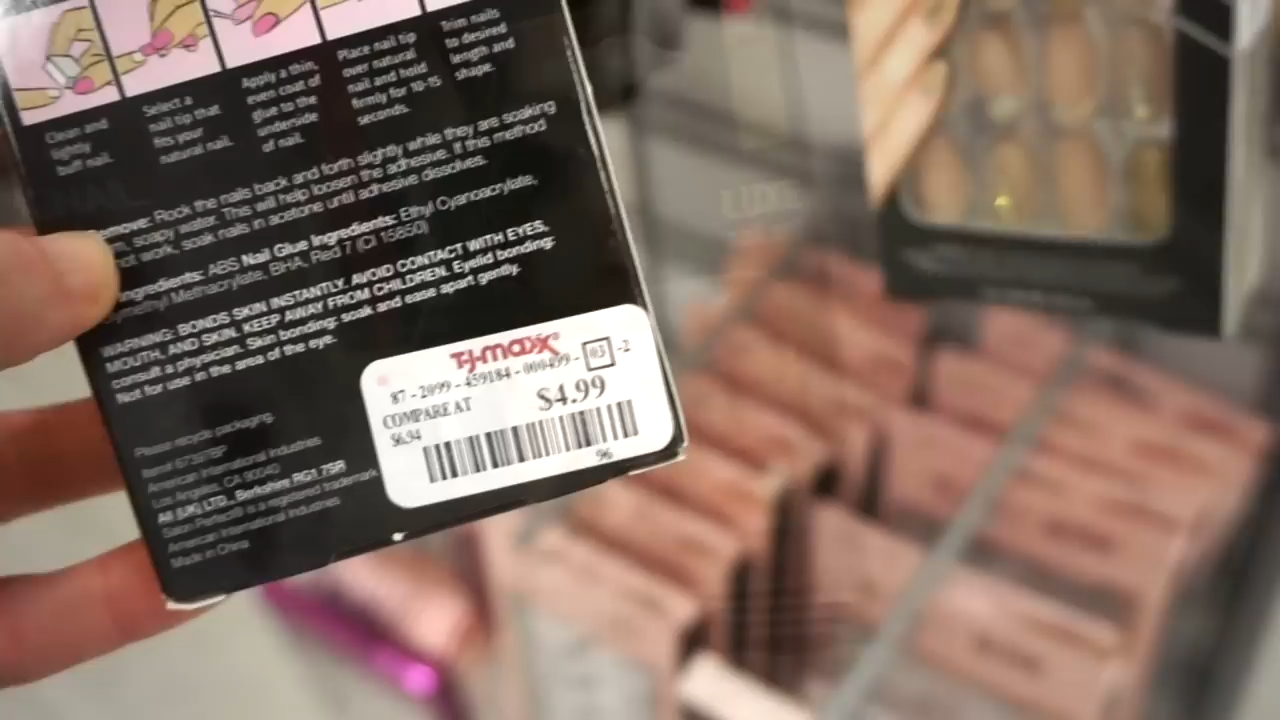 Clean and
lightly
buff nail.
Select a
nail tip that
fits your
natural nail.
Apply a thin,
even coat of
glue to the
underside
of nail.
Place nail tip
over natural
nail and hold
firmly for 10-15
seconds.
Trim nails
to desired
length and
shape.
emove: Rock the nails back and forth slightly while they are soaking
soapy water. This will help loosen the adhesive. If this method
not work, soak nails in acetone until adhesive dissolves.
Ingredients: ABS Nail Glue Ingredients: Ethyl Cyanoacrylate,
Methacrylate, BHA, Red 7 (CI 15850)
WARNING: BONDS SKIN INSTANTLY. AVOID CONTACT WITH EYES,
MOUTH, AND SKIN. KEEP AWAY FROM CHILDREN. Eyelid bonding:
consult a physician. Skin bonding: soak and ease apart gently.
Not for use in the area of the eye.
Please recycle packaging.
American International Industries
Los Angeles, CA 90040
AII (UK) LTD., Berkshire RG1 7SR
Salon Perfect® is a registered trademark
American International Industries
Made in China
T·J·maxx®
87 - 2099 - 459184 - 000499 - 03 -2
COMPARE AT
$6.94
$4.99
96
LUXE